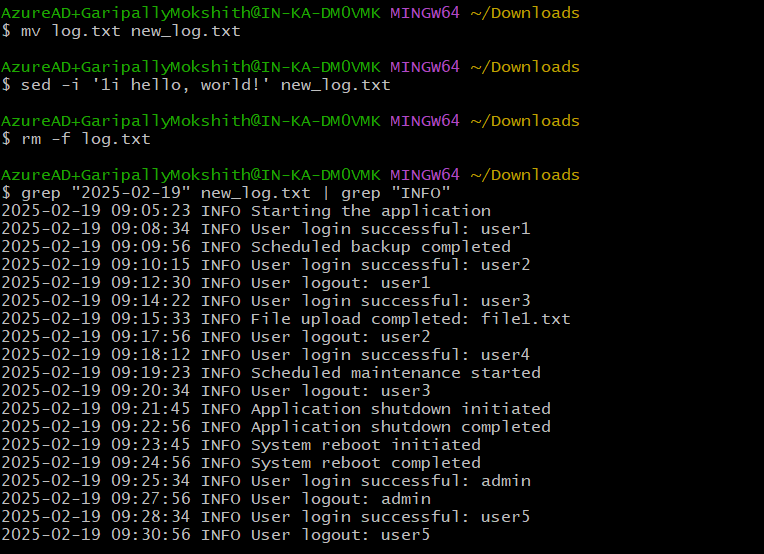 AzureAD+GaripallyMokshith@IN-KA-DM0VMK MINGW64 ~/Downloads
$ mv log.txt new_log.txt
AzureAD+GaripallyMokshith@IN-KA-DM0VMK MINGW64 ~/Downloads
$ sed -i '1i hello, world!' new_log.txt
AzureAD+GaripallyMokshith@IN-KA-DM0VMK MINGW64 ~/Downloads
$ rm -f log.txt
AzureAD+GaripallyMokshith@IN-KA-DM0VMK MINGW64 ~/Downloads
$ grep "2025-02-19" new_log.txt | grep "INFO"
2025-02-19 09:05:23 INFO Starting the application
2025-02-19 09:08:34 INFO User login successful: user1
2025-02-19 09:09:56 INFO Scheduled backup completed
2025-02-19 09:10:15 INFO User login successful: user2
2025-02-19 09:12:30 INFO User logout: user1
2025-02-19 09:14:22 INFO User login successful: user3
2025-02-19 09:15:33 INFO File upload completed: file1.txt
2025-02-19 09:17:56 INFO User logout: user2
2025-02-19 09:18:12 INFO User login successful: user4
2025-02-19 09:19:23 INFO Scheduled maintenance started
2025-02-19 09:20:34 INFO User logout: user3
2025-02-19 09:21:45 INFO Application shutdown initiated
2025-02-19 09:22:56 INFO Application shutdown completed
2025-02-19 09:23:45 INFO System reboot initiated
2025-02-19 09:24:56 INFO System reboot completed
2025-02-19 09:25:34 INFO User login successful: admin
2025-02-19 09:27:56 INFO User logout: admin
2025-02-19 09:28:34 INFO User login successful: user5
2025-02-19 09:30:56 INFO User logout: user5